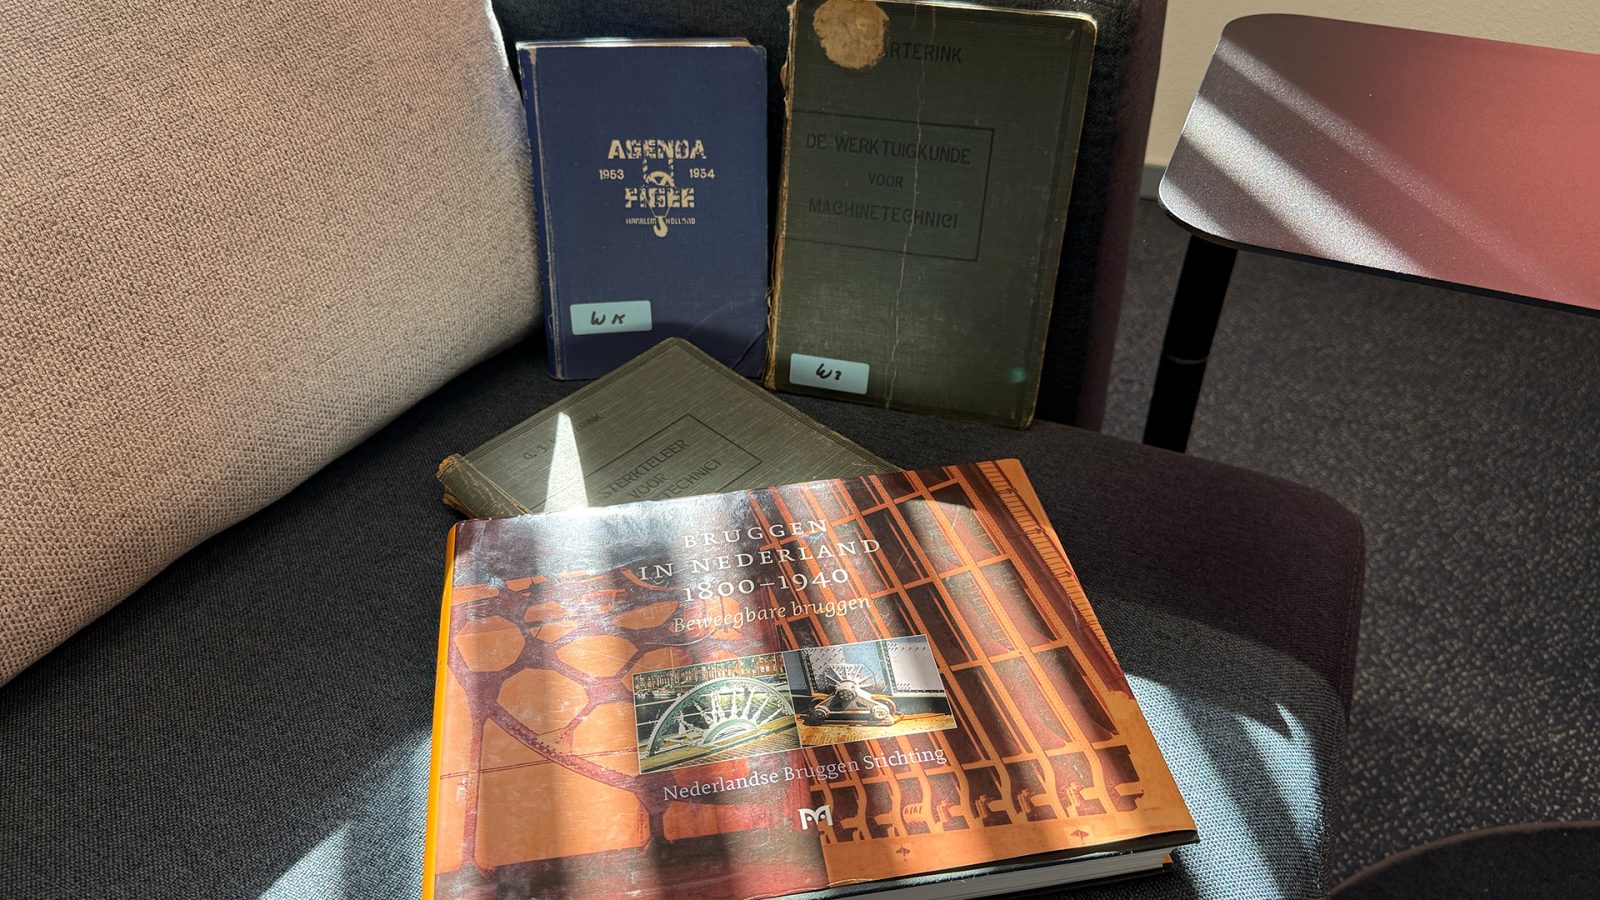 AGENDA
1953 1954
FIGEE
HAARLEM HOLLAND
W 15
ARTERINK
DE WERKTUIGKUNDE
VOOR
MACHINETECHNICI
W3
STERKTELEER
VOOR
TECHNICI
BRUGGEN
IN NEDERLAND
1800–1940
Beweegbare bruggen
Nederlandse Bruggen Stichting